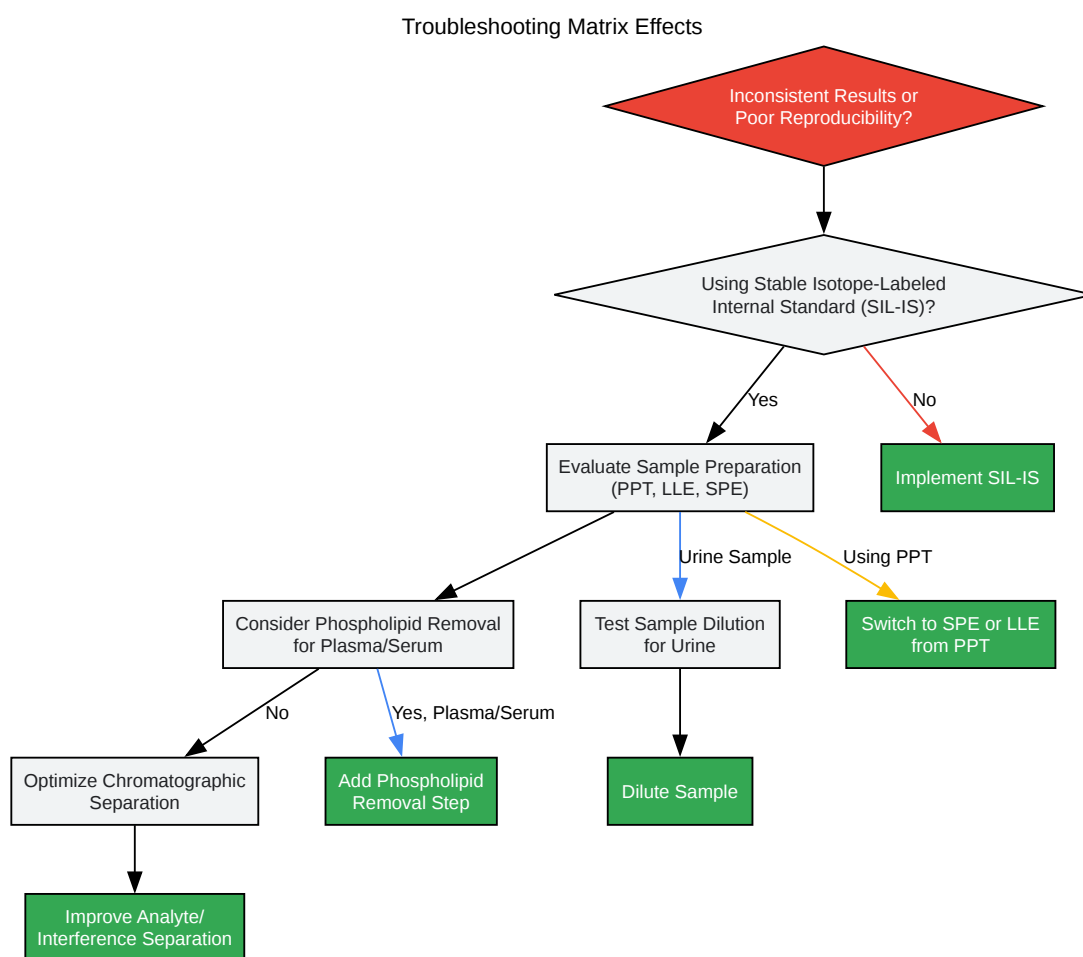 Troubleshooting Matrix Effects
Inconsistent Results or
Poor Reproducibility?
Using Stable Isotope-Labeled
Internal Standard (SIL-IS)?
Yes
No
Evaluate Sample Preparation
(PPT, LLE, SPE)
Implement SIL-IS
Urine Sample
Using PPT
Consider Phospholipid Removal
for Plasma/Serum
Test Sample Dilution
for Urine
Switch to SPE or LLE
from PPT
No
Yes, Plasma/Serum
Optimize Chromatographic
Separation
Add Phospholipid
Removal Step
Dilute Sample
Improve Analyte/
Interference Separation